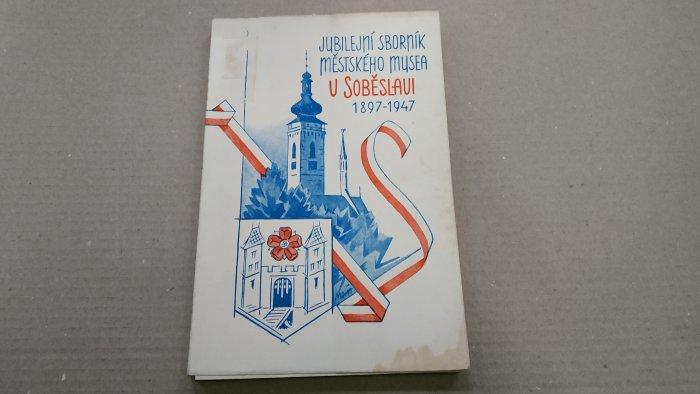 JUBILEJNÍ SBORNÍK
MĚSTSKÉHO MUSEA
V SOBĚSLAVI
1897-1947